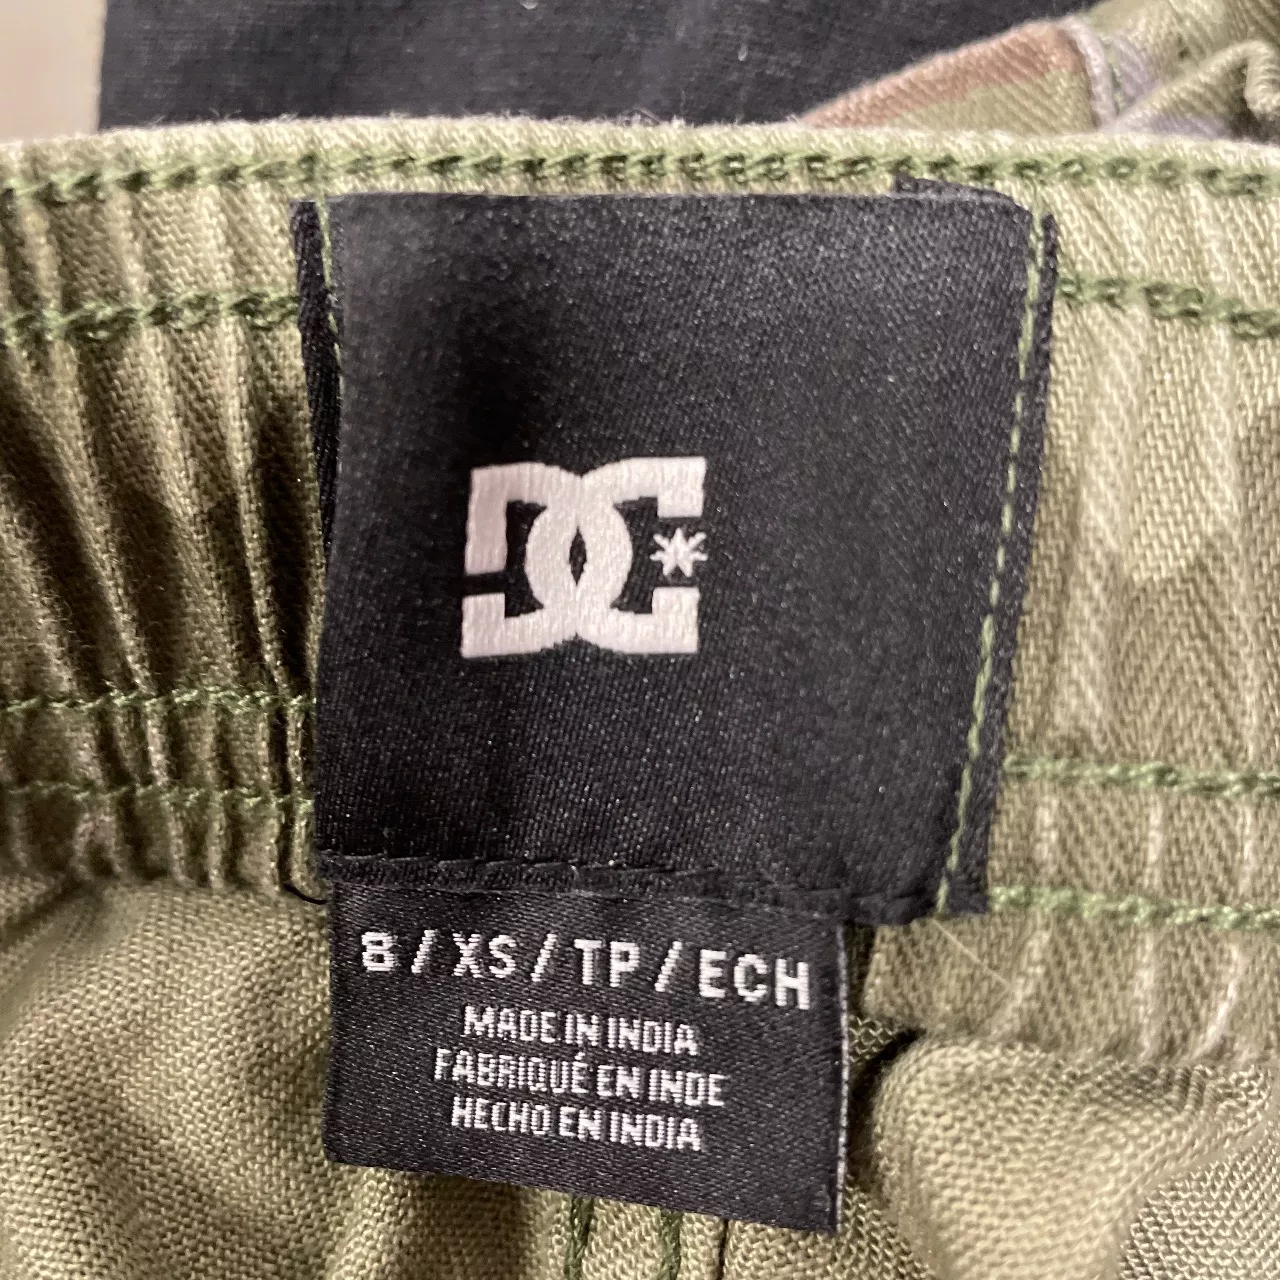 DC*
8 / XS / TP / ECH
MADE IN INDIA
FABRIQUÉ EN INDE
HECHO EN INDIA